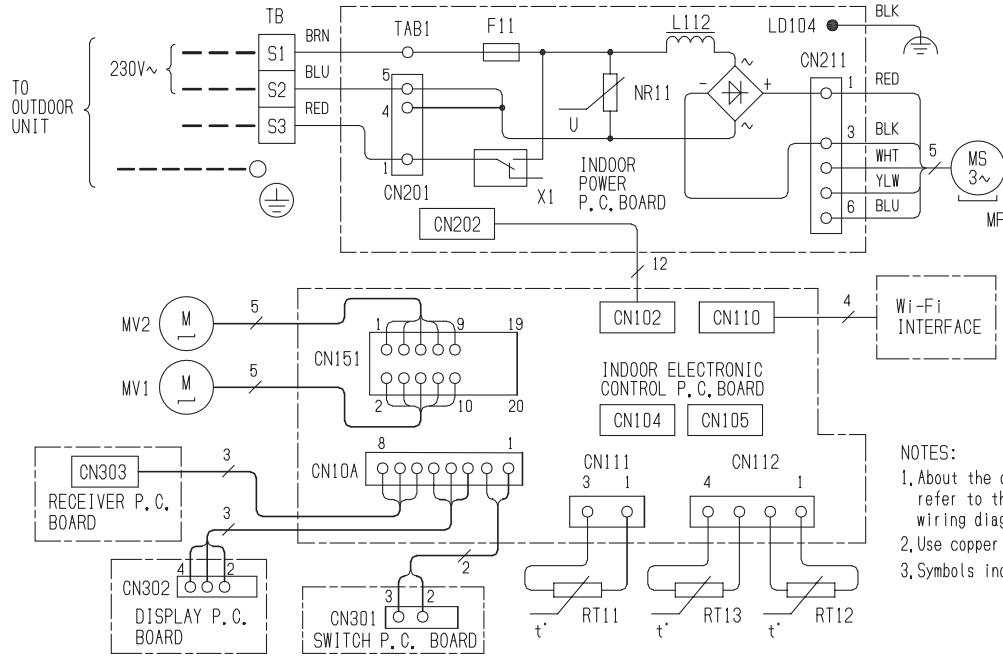 TO
OUTDOOR
UNIT
230V~
TB
S1
S2
S3
BRN
BLU
RED
TAB1
F11
5
4
1
CN201
X1
U
NR11
L112
~
-
+
~
INDOOR
POWER
P.C.BOARD
LD104
BLK
CN211
1
3
6
RED
BLK
WHT
YLW
BLU
5
MS
3~
MF
CN202
12
MV2
M
5
MV1
M
5
CN151
1
9
19
2
10
20
CN102
CN110
4
Wi-Fi
INTERFACE
INDOOR ELECTRONIC
CONTROL P.C.BOARD
CN104
CN105
CN303
RECEIVER P.C.
BOARD
3
CN10A
8
1
3
2
CN302
4
2
DISPLAY P.C.
BOARD
CN301
3
2
SWITCH P.C. BOARD
CN111
3
1
CN112
4
1
t°
RT11
t°
RT13
t°
RT12
NOTES:
1. About the
refer to th
wiring diag
2. Use copper
3. Symbols ind